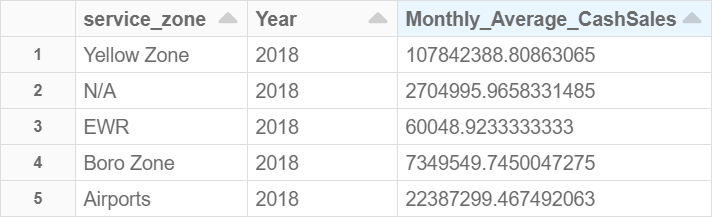 service_zone Year Monthly_Average_CashSales
1 Yellow Zone 2018 107842388.80863065
2 N/A 2018 2704995.9658331485
3 EWR 2018 60048.9233333333
4 Boro Zone 2018 7349549.7450047275
5 Airports 2018 22387299.467492063